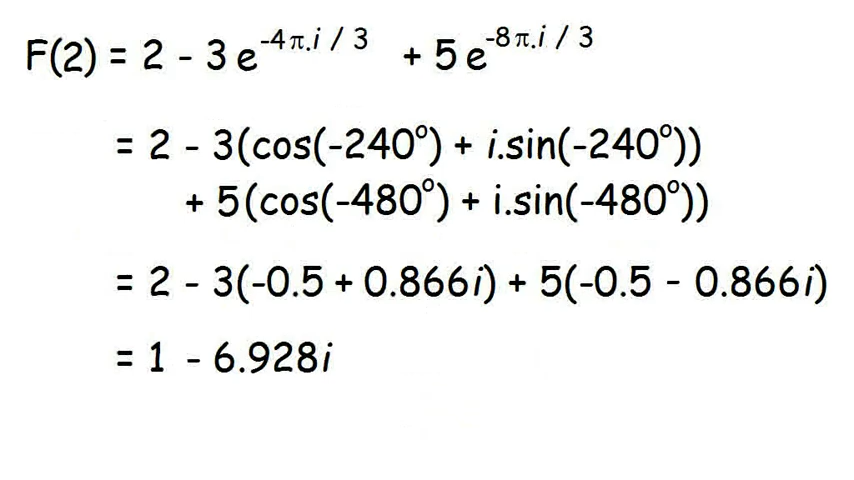 F(2) = 2 - 3 e^{-4π.i / 3} + 5 e^{-8π.i / 3}
= 2 - 3(cos(-240°) + i.sin(-240°))
+ 5(cos(-480°) + i.sin(-480°))
= 2 - 3(-0.5 + 0.866i) + 5(-0.5 - 0.866i)
= 1 - 6.928i